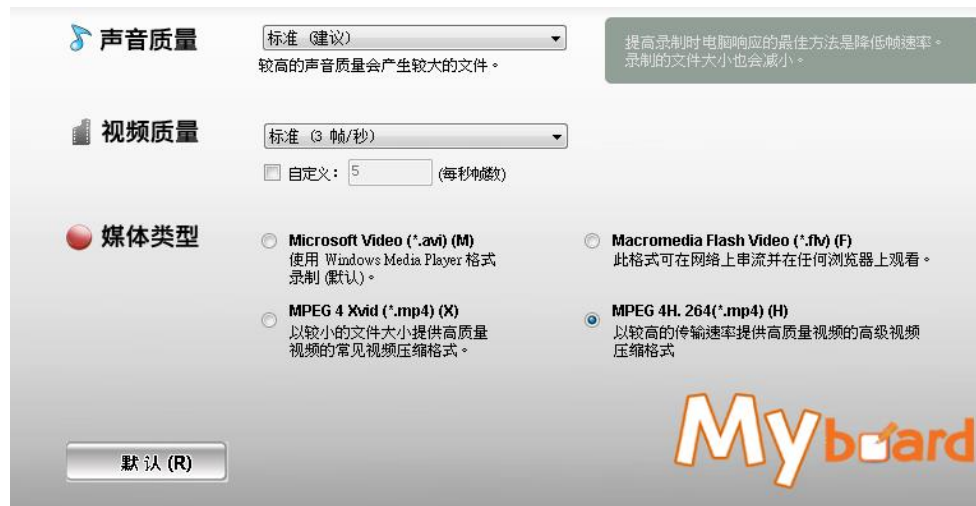 声音质量
标准 (建议)
较高的声音质量会产生较大的文件。
提高录制时电脑响应的最佳方法是降低帧速率。
录制的文件大小也会减小。
视频质量
标准 (3 帧/秒)
自定义: 5 (每秒帧数)
媒体类型
Microsoft Video (*.avi) (M)
使用 Windows Media Player 格式
录制 (默认)。
Macromedia Flash Video (*.flv) (F)
此格式可在网络上串流并在任何浏览器上观看。
MPEG 4 Xvid (*.mp4) (X)
以较小的文件大小提供高质量
视频的常见视频压缩格式。
MPEG 4H. 264(*.mp4) (H)
以较高的传输速率提供高质量视频的高级视频
压缩格式
默认 (R)
Myboard